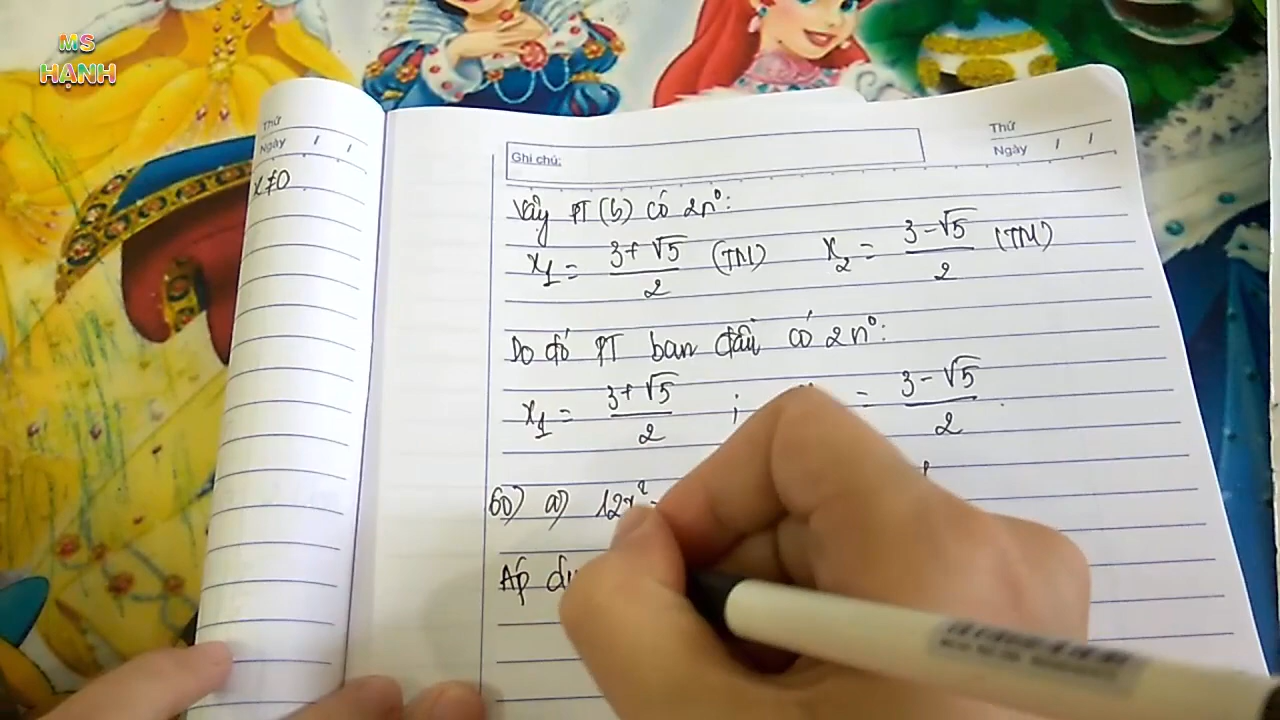 MS
HẠNH
Thứ
Ngày / /
x≠0
Ghi chú:
Thứ
Ngày / /
Vậy PT (b) có 2n⁰:
x₁ = (3+√5)/2 (TM) x₂ = (3-√5)/2 (TM)
Do đó PT ban đầu có 2n⁰:
x₁ = (3+√5)/2 ; = (3-√5)/2 .
60) a) 12x²
Áp